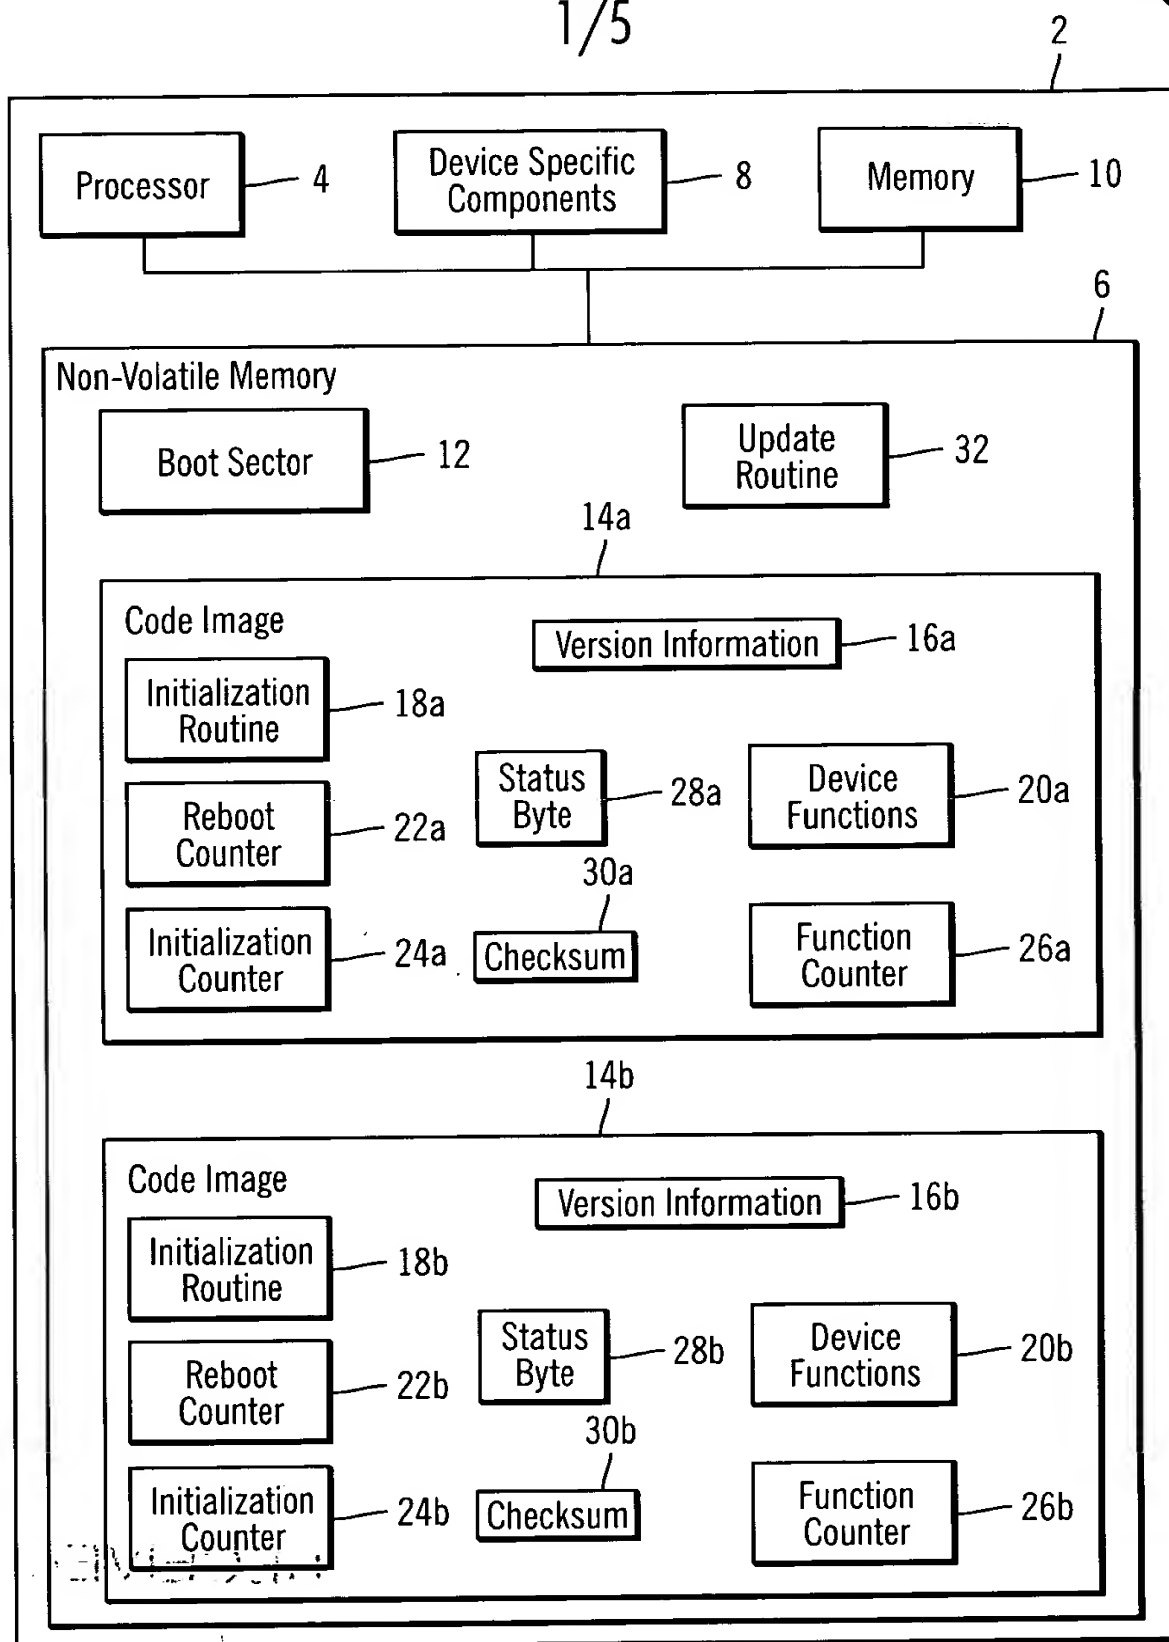 1/5
2
Processor
4
Device Specific
Components
8
Memory
10
6
Non-Volatile Memory
Boot Sector
12
Update
Routine
32
14a
Code Image
Version Information
16a
Initialization
Routine
18a
Status
Byte
28a
Device
Functions
20a
Reboot
Counter
22a
30a
Initialization
Counter
24a
Checksum
Function
Counter
26a
14b
Code Image
Version Information
16b
Initialization
Routine
18b
Status
Byte
28b
Device
Functions
20b
Reboot
Counter
22b
30b
Initialization
Counter
24b
Checksum
Function
Counter
26b